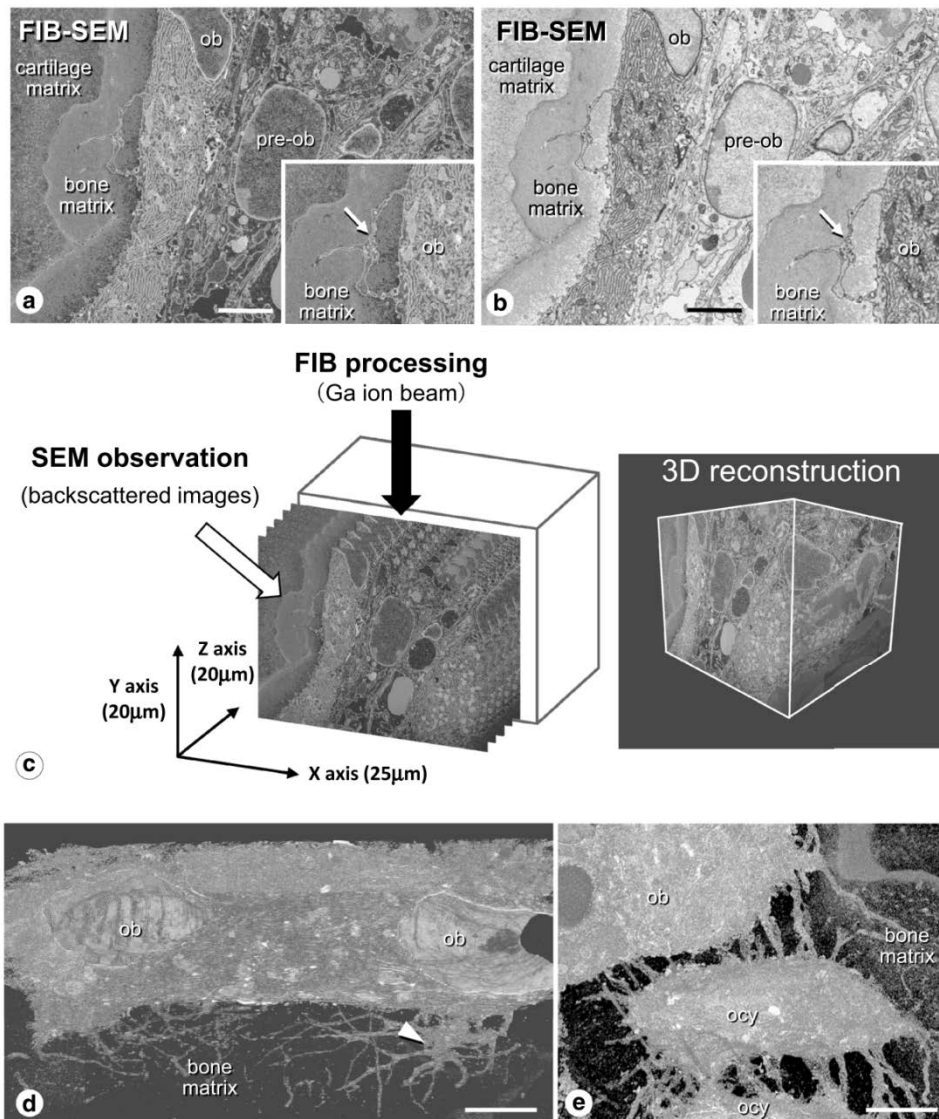 FIB-SEM
cartilage
matrix
ob
pre-ob
bone
matrix
ob
bone
matrix
a
FIB-SEM
cartilage
matrix
ob
pre-ob
bone
matrix
ob
bone
matrix
b
FIB processing
(Ga ion beam)
SEM observation
(backscattered images)
3D reconstruction
Z axis
(20μm)
Y axis
(20μm)
X axis (25μm)
c
ob
ob
bone
matrix
d
ob
bone
matrix
ocy
ocy
e